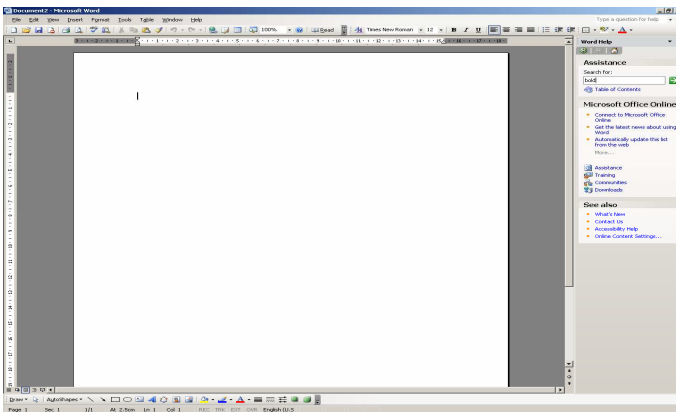 Document2 - Microsoft Word
File Edit View Insert Format Tools Table Window Help
Type a question for help
100% Read Times New Roman 12 B I U
Word Help
Assistance
Search for:
bold
Table of Contents
Microsoft Office Online
Connect to Microsoft Office Online
Get the latest news about using Word
Automatically update this list from the web
More...
Assistance
Training
Communities
Downloads
See also
What's New
Contact Us
Accessibility Help
Online Content Settings...
Draw AutoShapes
Page 1 Sec 1 1/1 At 2.5cm Ln 1 Col 1 REC TRK EXT OVR English (U.S